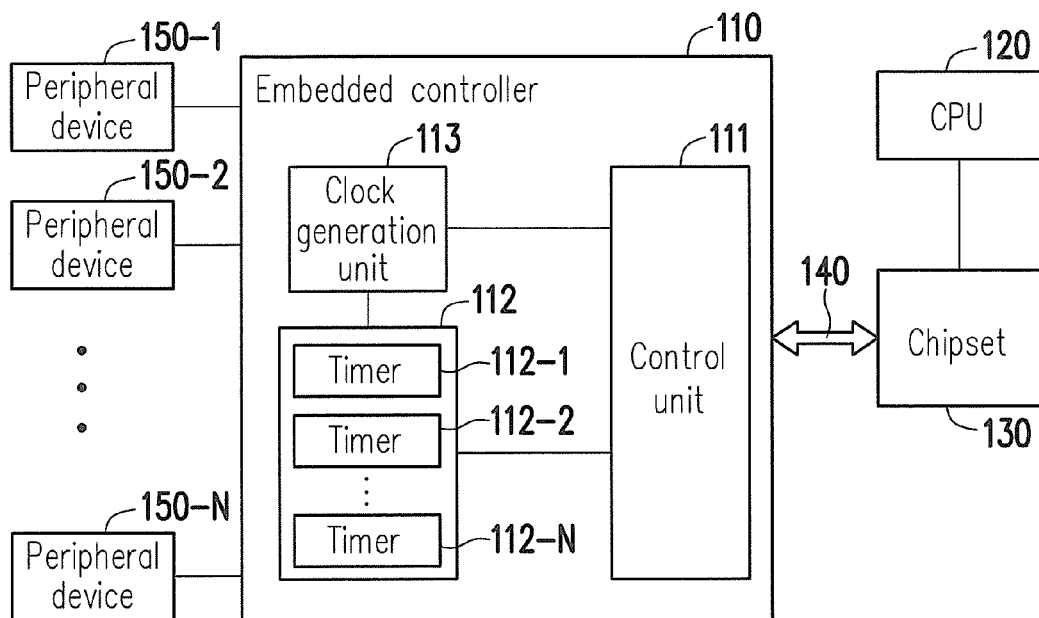 150-1
Peripheral
device
150-2
Peripheral
device
150-N
Peripheral
device
110
Embedded controller
113
Clock
generation
unit
112
Timer
112-1
Timer
112-2
Timer
112-N
111
Control
unit
140
120
CPU
Chipset
130